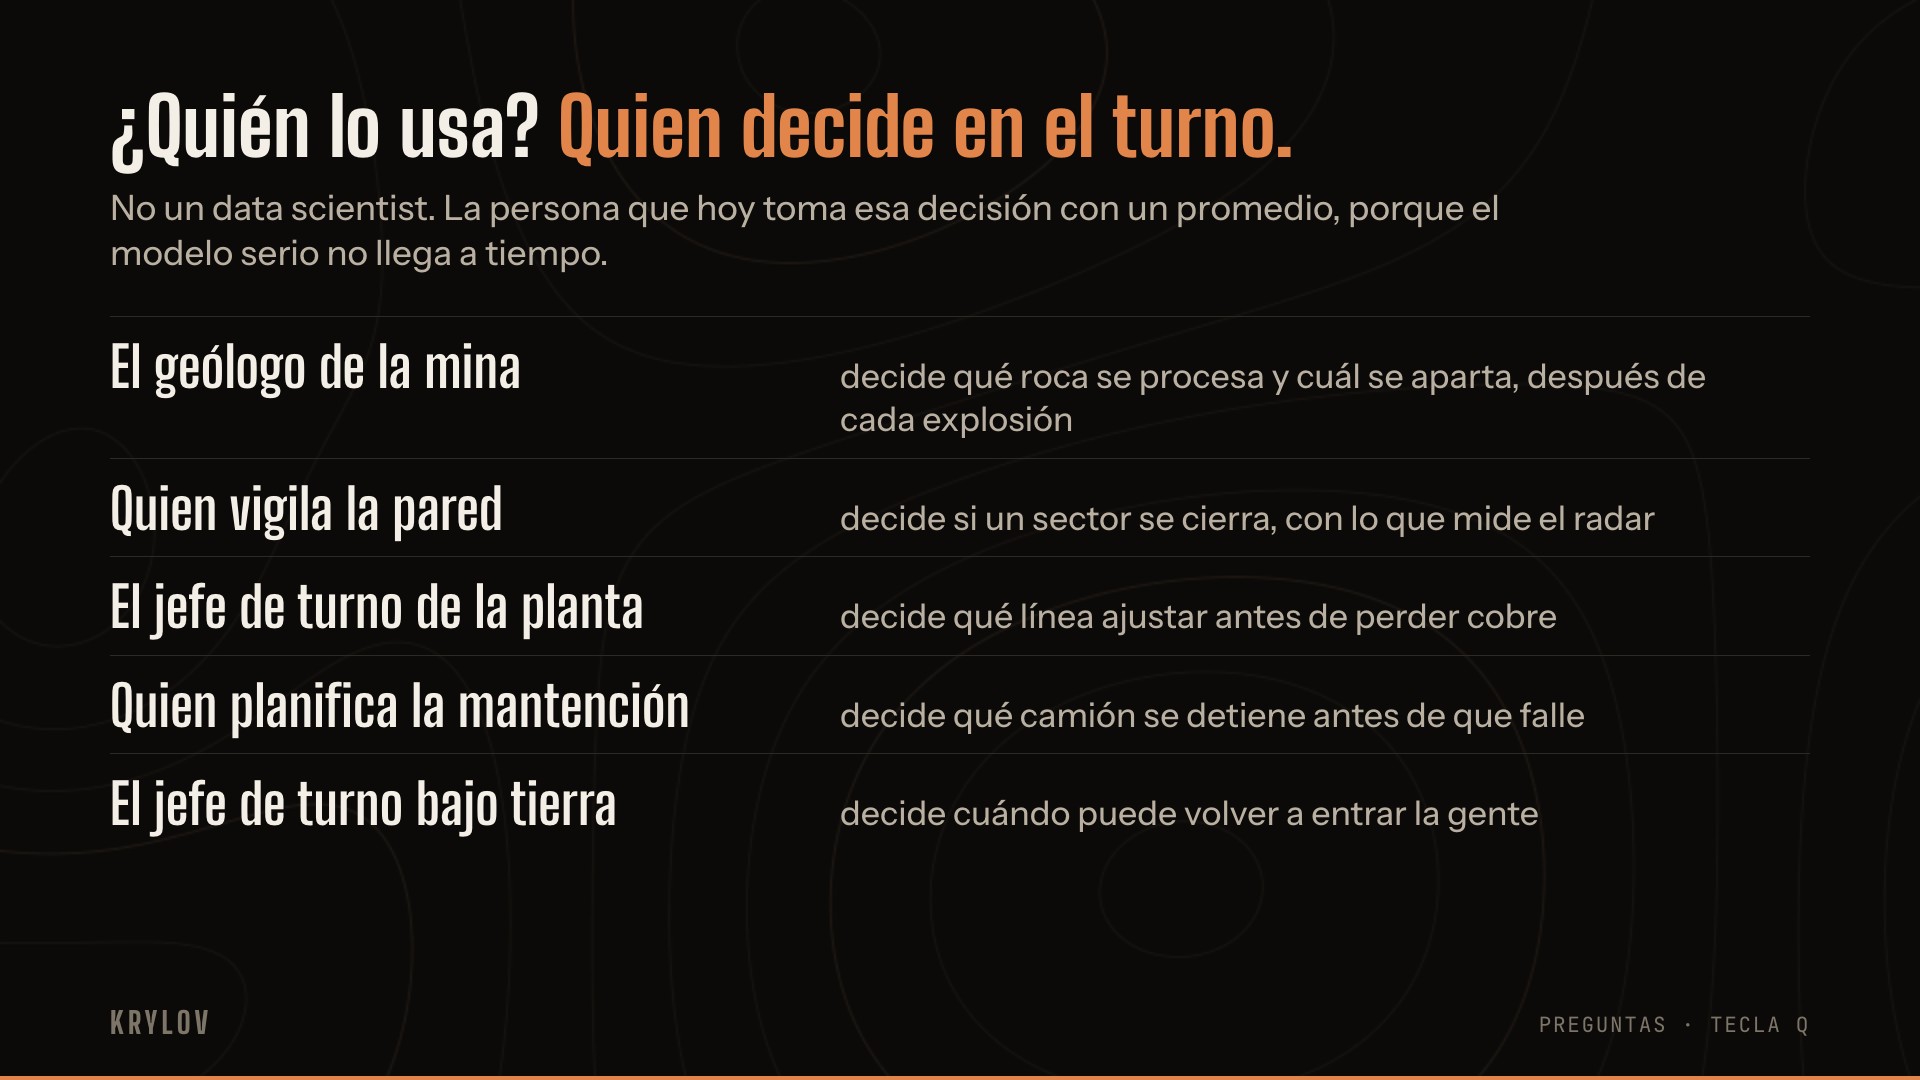 ¿Quién lo usa? Quien decide en el turno.
No un data scientist. La persona que hoy toma esa decisión con un promedio, porque el
modelo serio no llega a tiempo.
El geólogo de la mina
decide qué roca se procesa y cuál se aparta, después de
cada explosión
Quien vigila la pared
decide si un sector se cierra, con lo que mide el radar
El jefe de turno de la planta
decide qué línea ajustar antes de perder cobre
Quien planifica la mantención
decide qué camión se detiene antes de que falle
El jefe de turno bajo tierra
decide cuándo puede volver a entrar la gente
KRYLOV
PREGUNTAS · TECLA Q